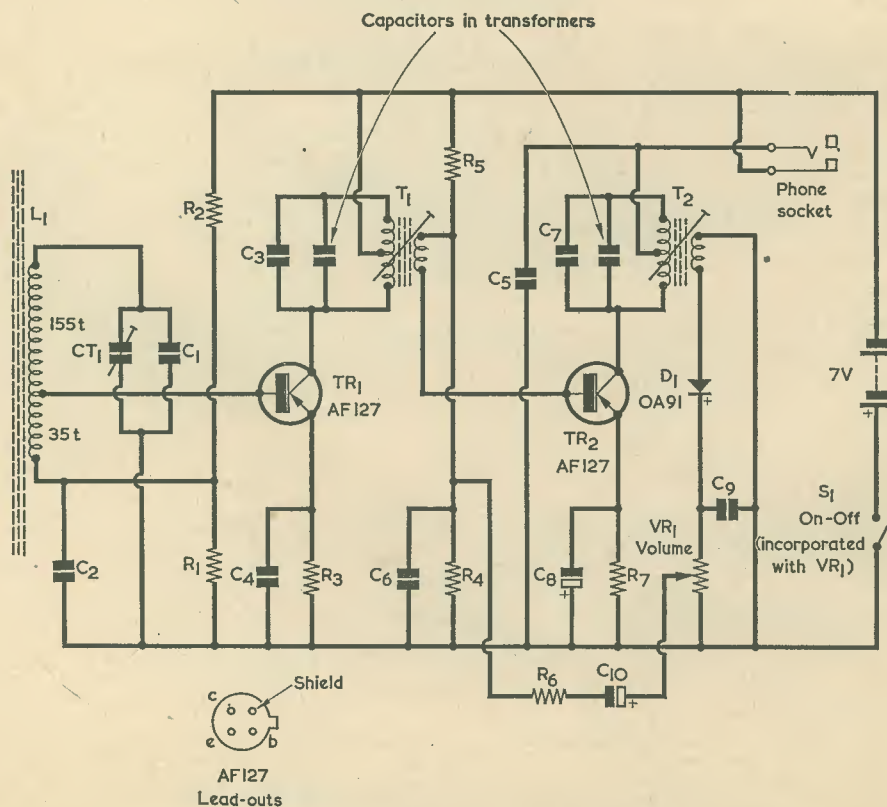 Capacitors in transformers
L1
155t
35t
CT1
C1
C2
R2
R1
C3
T1
TR1
AF127
C4
R3
R5
C6
R4
C5
C7
T2
TR2
AF127
C8
+
R7
D1
OA91
+
VR1
Volume
C9
R6
C10
+
Phone
socket
7V
+
S1
On-Off
(incorporated
with VR1)
c
Shield
e
b
AF127
Lead-outs